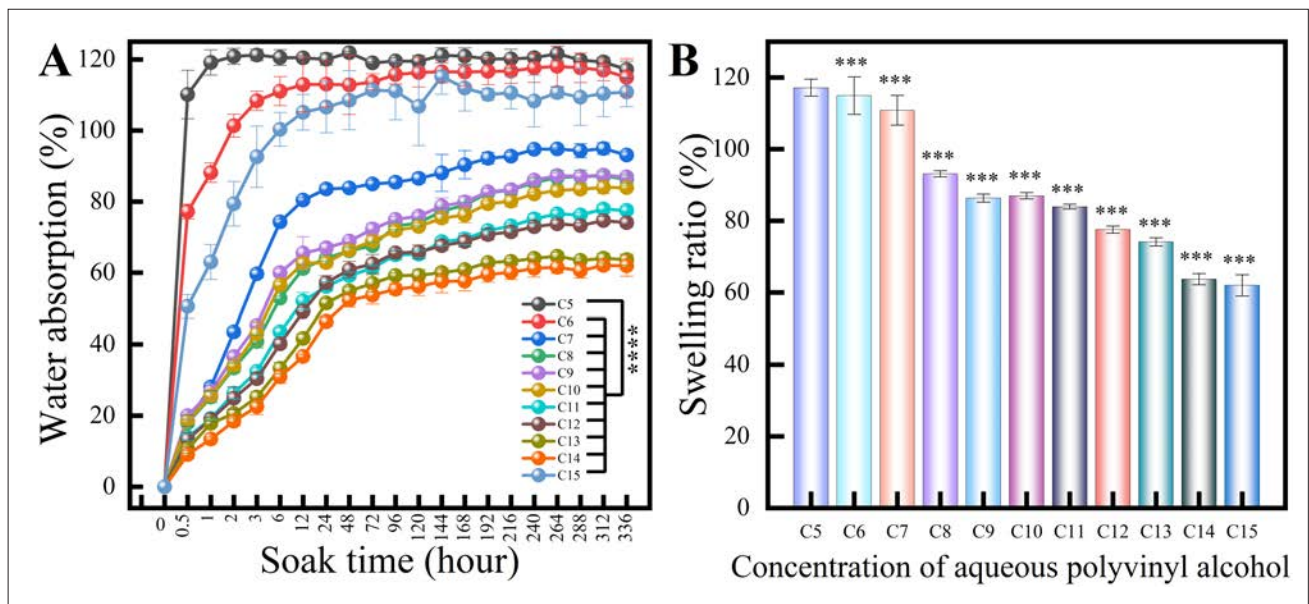 A
Water absorption (%)
120
100
80
60
40
20
0
0 0.5 1 2 3 6 12 24 48 72 96 120 144 168 192 216 240 264 288 312 336
Soak time (hour)
C5
C6
C7
C8
C9
C10
C11
C12
C13
C14
C15
****
B
Swelling ratio (%)
120
100
80
60
40
20
0
*** *** *** *** *** *** *** *** *** ***
C5 C6 C7 C8 C9 C10 C11 C12 C13 C14 C15
Concentration of aqueous polyvinyl alcohol